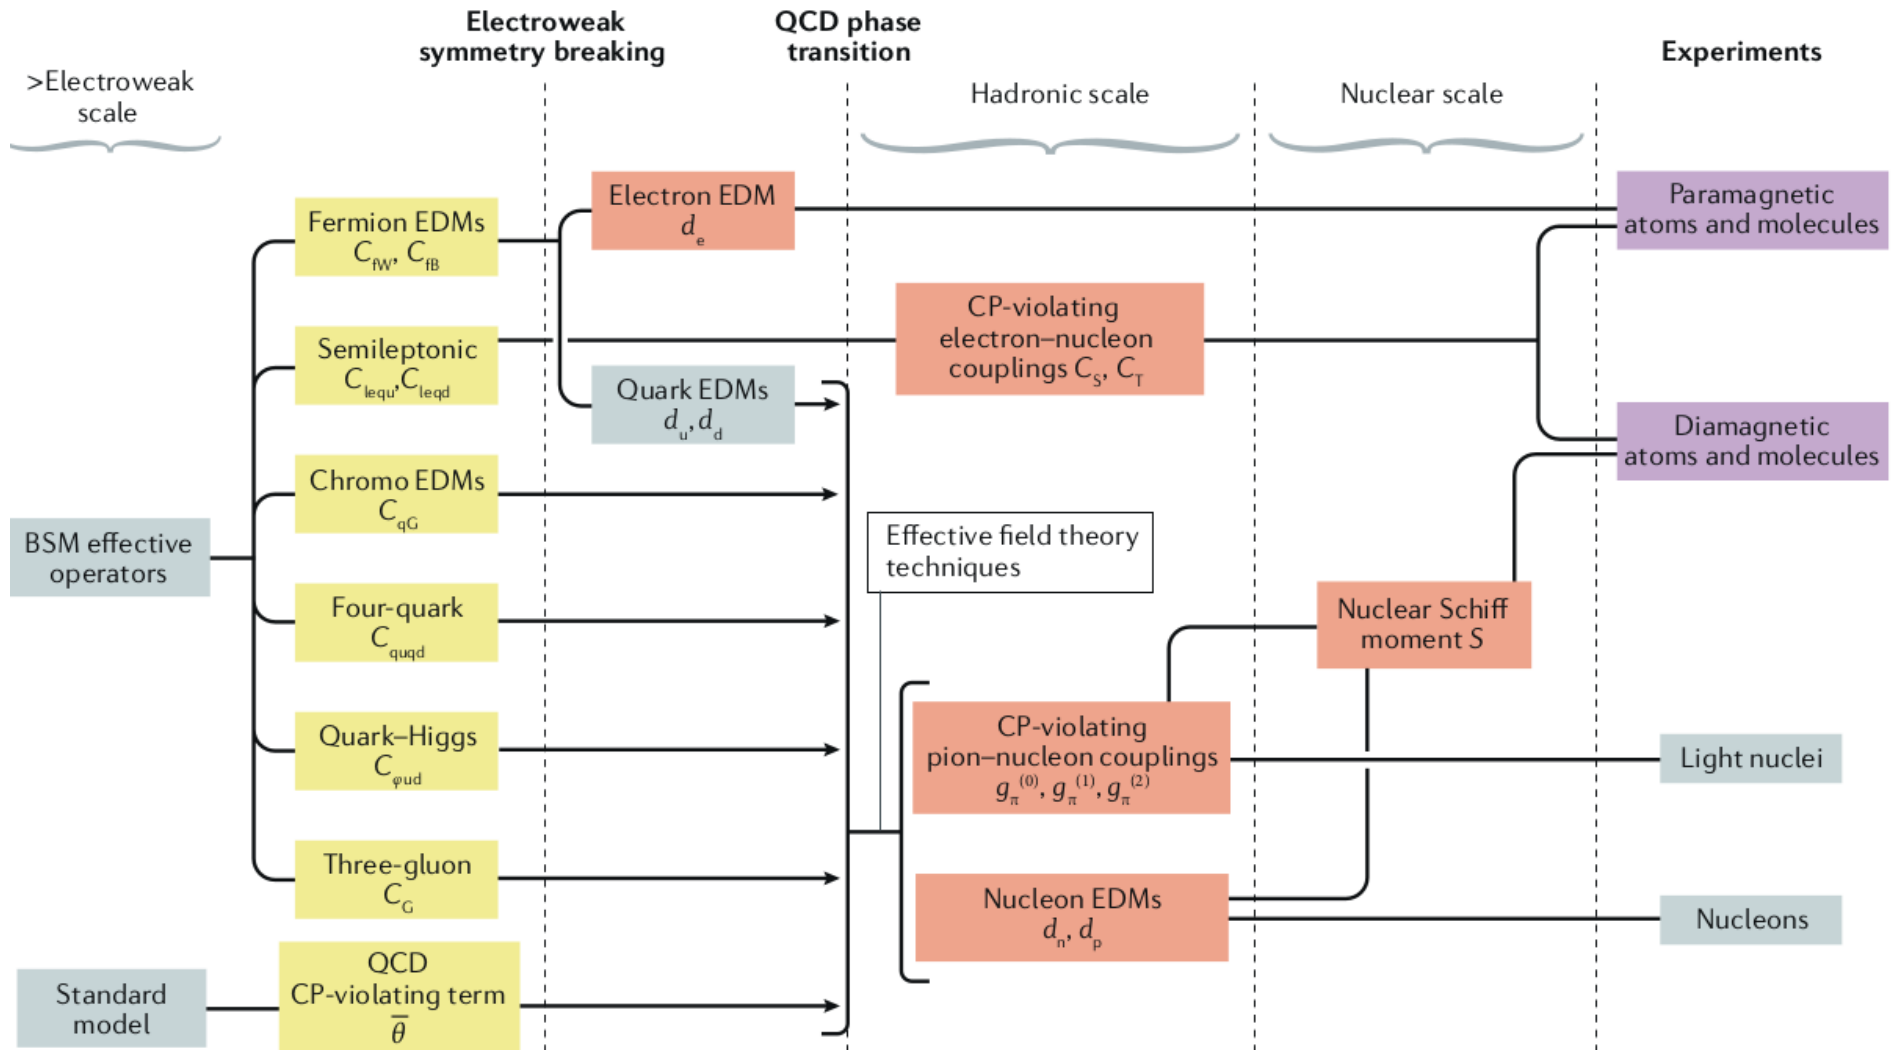 Electroweak
symmetry breaking
QCD phase
transition
Experiments
>Electroweak
scale
Hadronic scale
Nuclear scale
Fermion EDMs
C_fW, C_fB
Electron EDM
d_e
Paramagnetic
atoms and molecules
Semileptonic
C_lequ,C_leqd
CP-violating
electron–nucleon
couplings C_S, C_T
Quark EDMs
d_u,d_d
Diamagnetic
atoms and molecules
Chromo EDMs
C_qG
BSM effective
operators
Effective field theory
techniques
Four-quark
C_quqd
Nuclear Schiff
moment S
Quark–Higgs
C_φud
CP-violating
pion–nucleon couplings
g_π^(0), g_π^(1), g_π^(2)
Light nuclei
Three-gluon
C_G
Nucleon EDMs
d_n, d_p
Nucleons
Standard
model
QCD
CP-violating term
θ̅